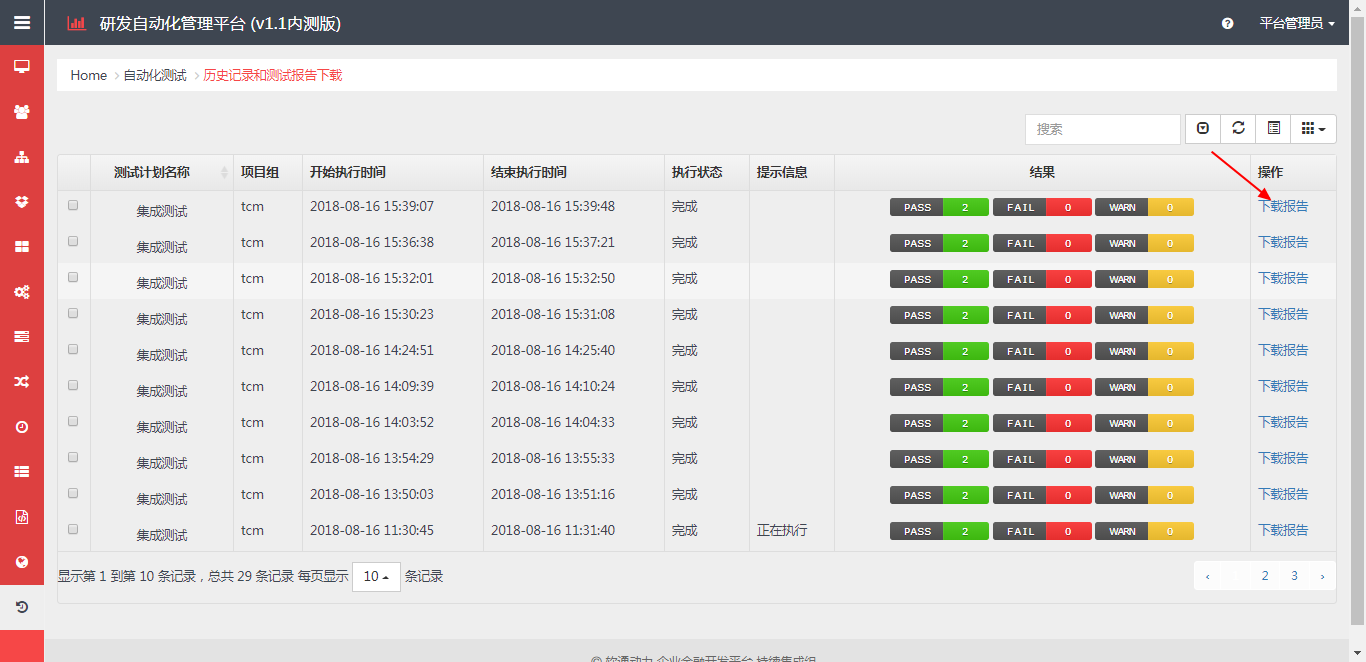 研发自动化管理平台 (v1.1内测版)
平台管理员
Home 自动化测试 历史记录和测试报告下载
搜索
测试计划名称 项目组 开始执行时间 结束执行时间 执行状态 提示信息 结果 操作
集成测试 tcm 2018-08-16 15:39:07 2018-08-16 15:39:48 完成 PASS 2 FAIL 0 WARN 0 下载报告
集成测试 tcm 2018-08-16 15:36:38 2018-08-16 15:37:21 完成 PASS 2 FAIL 0 WARN 0 下载报告
集成测试 tcm 2018-08-16 15:32:01 2018-08-16 15:32:50 完成 PASS 2 FAIL 0 WARN 0 下载报告
集成测试 tcm 2018-08-16 15:30:23 2018-08-16 15:31:08 完成 PASS 2 FAIL 0 WARN 0 下载报告
集成测试 tcm 2018-08-16 14:24:51 2018-08-16 14:25:40 完成 PASS 2 FAIL 0 WARN 0 下载报告
集成测试 tcm 2018-08-16 14:09:39 2018-08-16 14:10:24 完成 PASS 2 FAIL 0 WARN 0 下载报告
集成测试 tcm 2018-08-16 14:03:52 2018-08-16 14:04:33 完成 PASS 2 FAIL 0 WARN 0 下载报告
集成测试 tcm 2018-08-16 13:54:29 2018-08-16 13:55:33 完成 PASS 2 FAIL 0 WARN 0 下载报告
集成测试 tcm 2018-08-16 13:50:03 2018-08-16 13:51:16 完成 PASS 2 FAIL 0 WARN 0 下载报告
集成测试 tcm 2018-08-16 11:30:45 2018-08-16 11:31:40 完成 正在执行 PASS 2 FAIL 0 WARN 0 下载报告
显示第 1 到第 10 条记录，总共 29 条记录 每页显示 10 条记录
‹ 2 3 ›
© 软通动力 企业金融开发平台 持续集成组